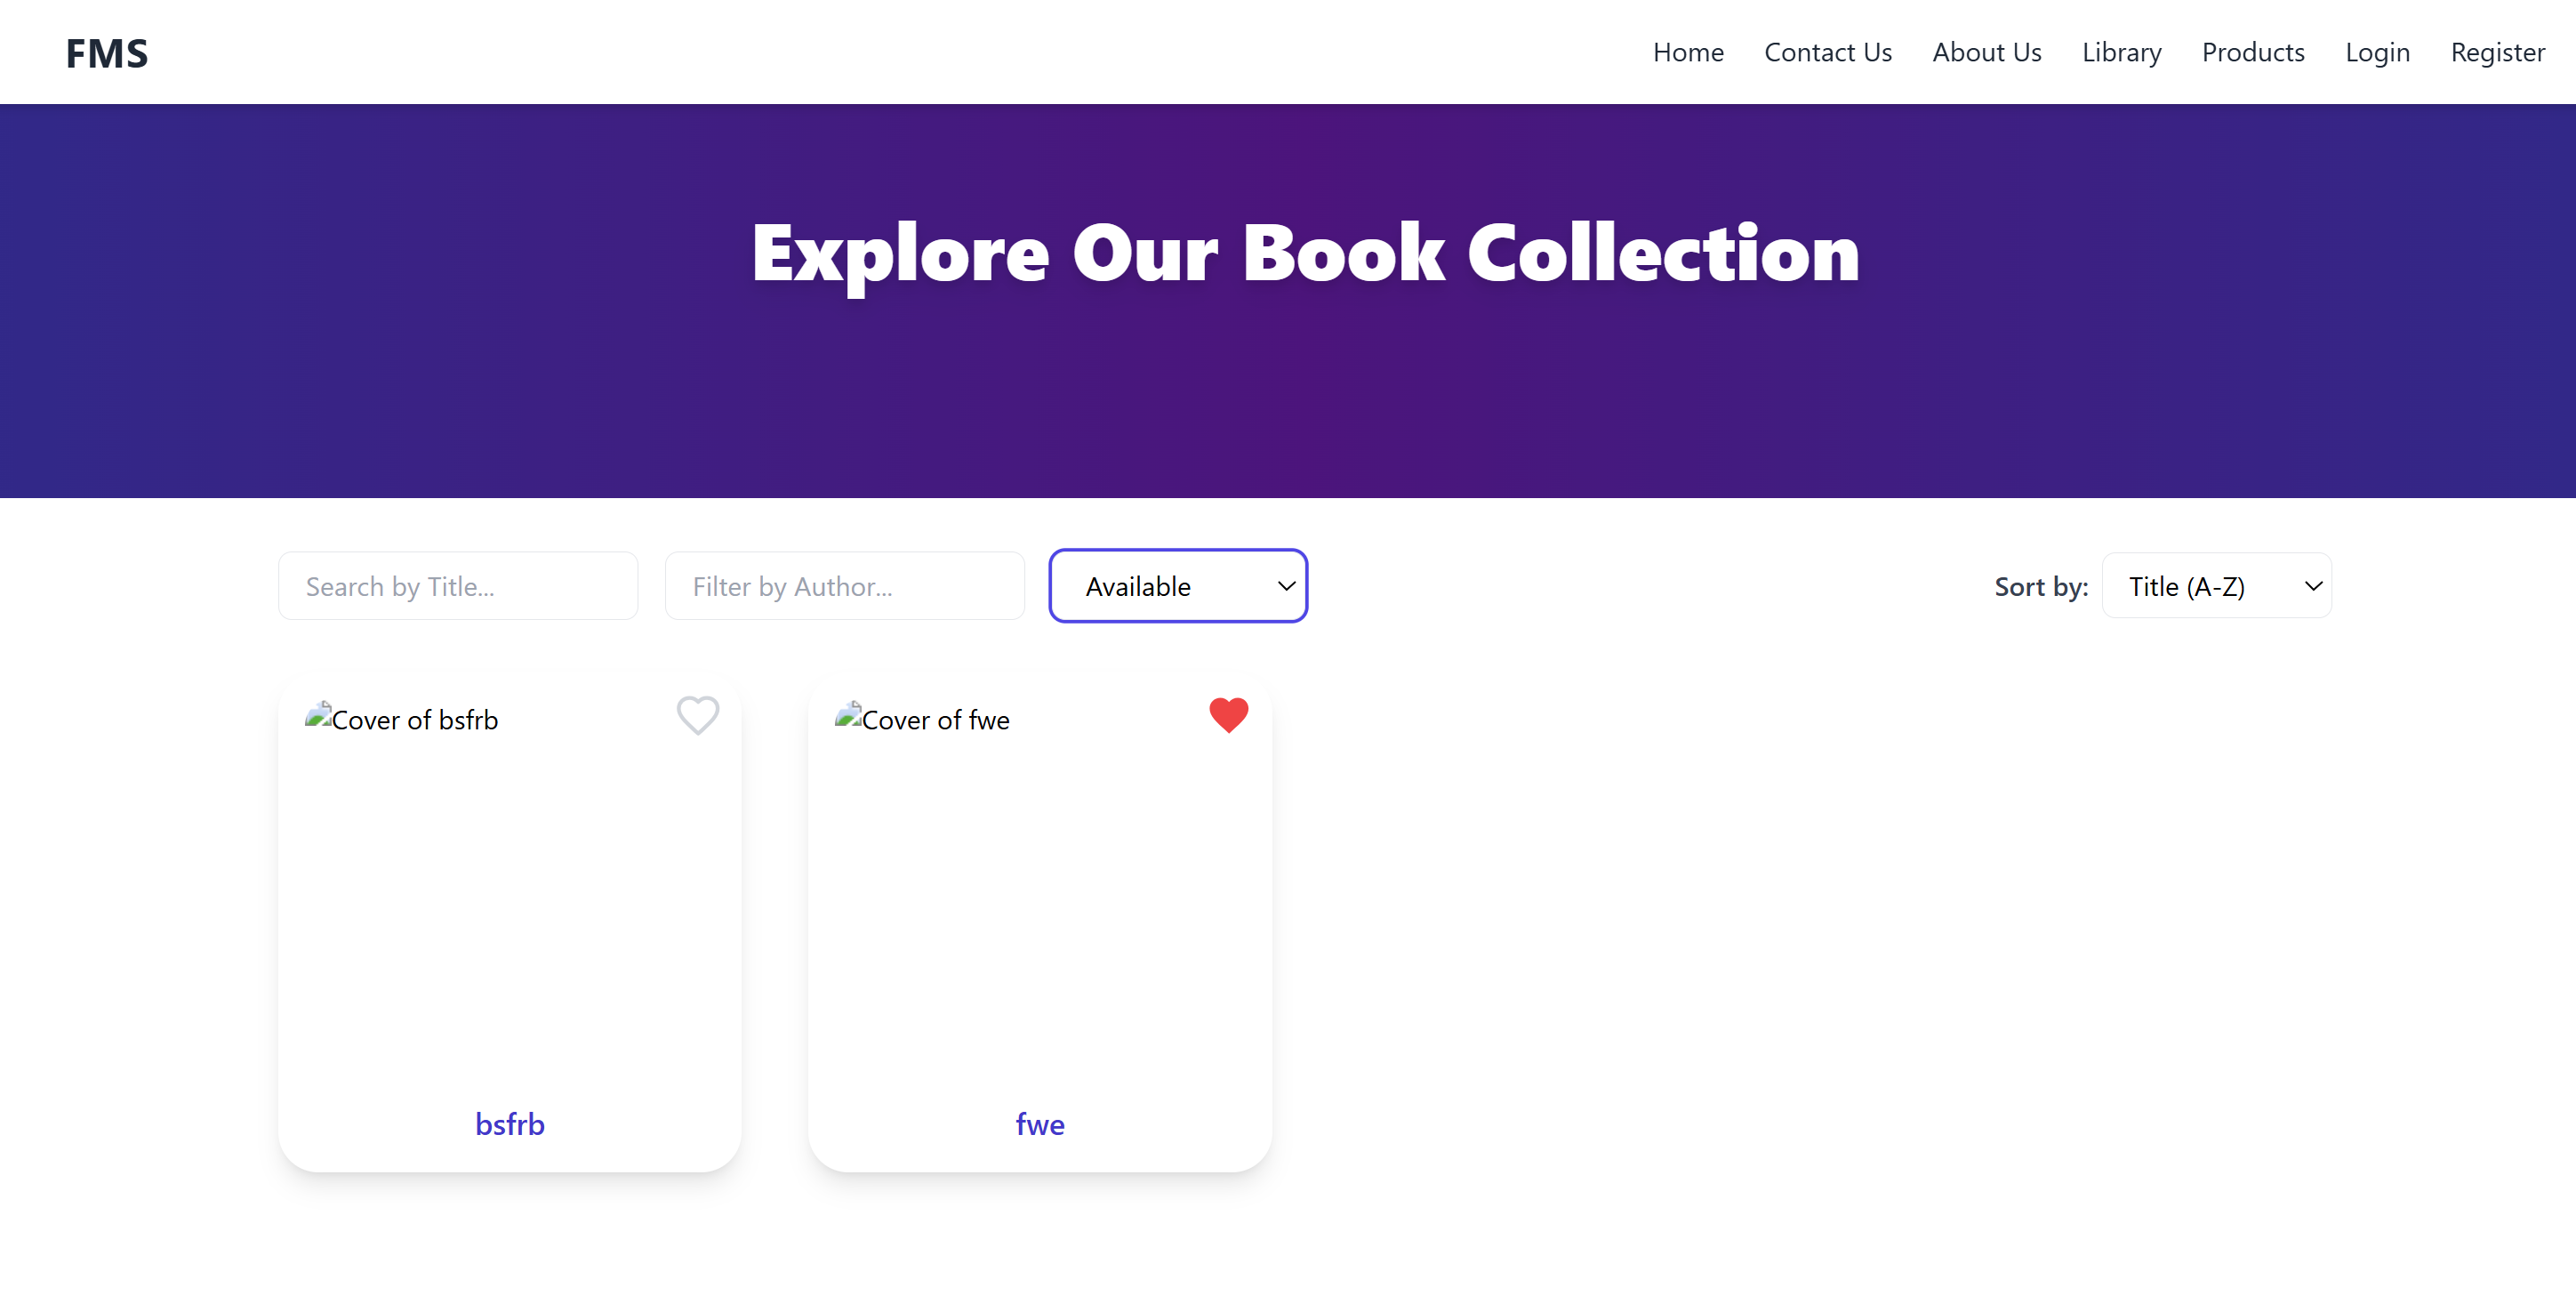 FMS
Home Contact Us About Us Library Products Login Register
Explore Our Book Collection
Search by Title...
Filter by Author...
Available
Sort by: Title (A-Z)
Cover of bsfrb
Cover of fwe
bsfrb
fwe